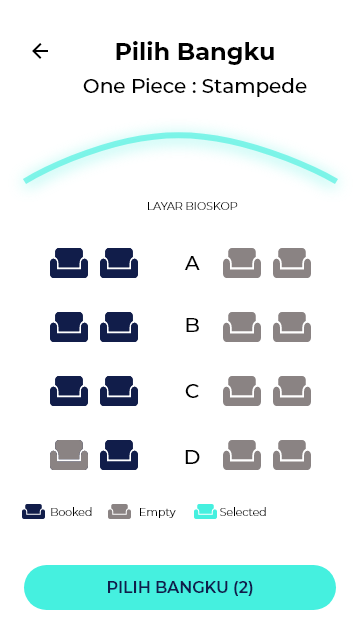 Pilih Bangku
One Piece : Stampede
LAYAR BIOSKOP
A
B
C
D
Booked Empty Selected
PILIH BANGKU (2)